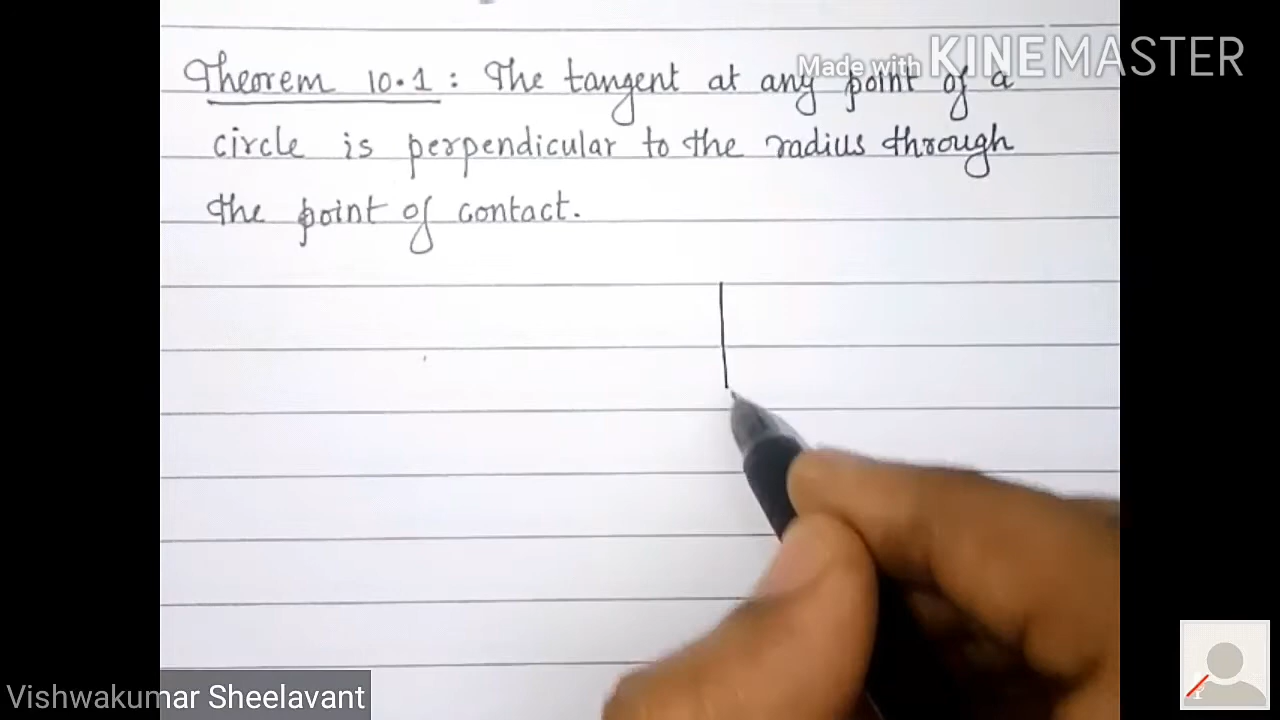 Theorem 10.1 : The tangent at any point of a
circle is perpendicular to the radius through
the point of contact.
Made with KINEMASTER
Vishwakumar Sheelavant